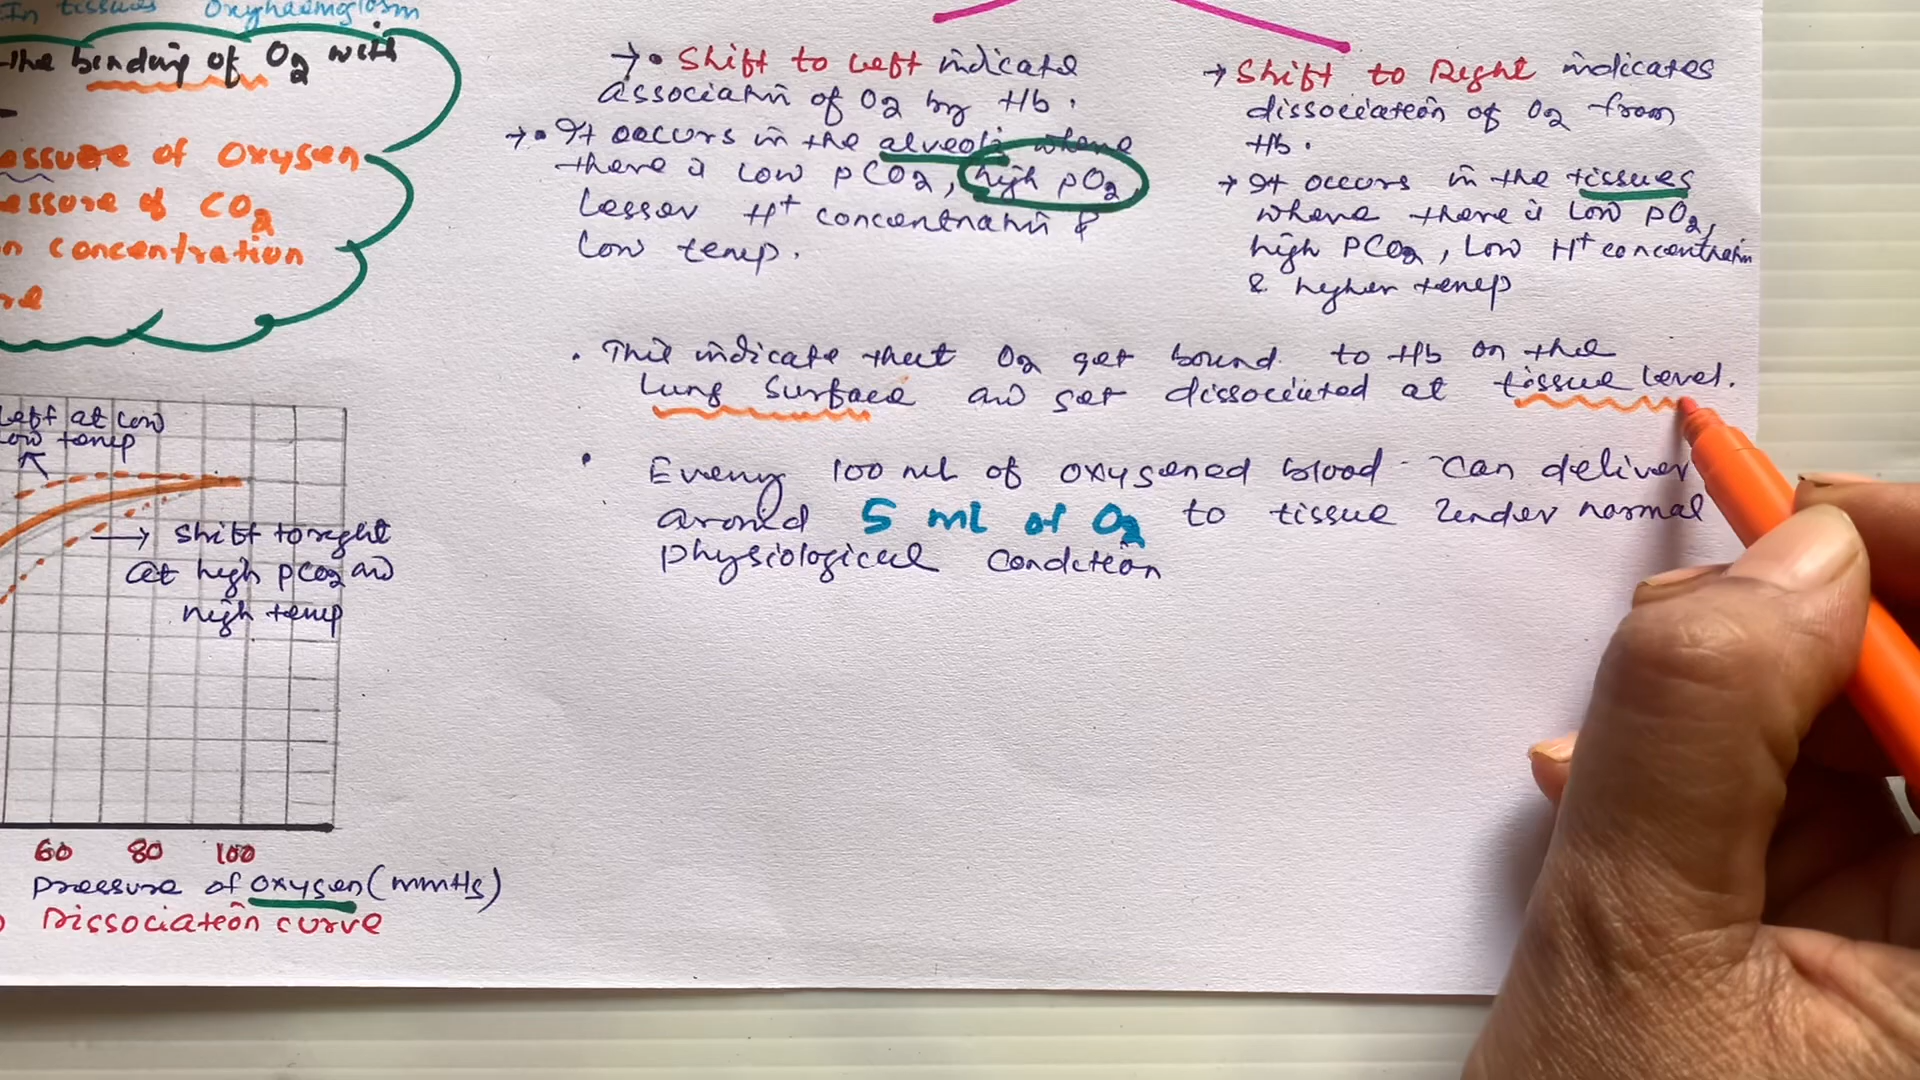 In tissues Oxyhaemglosm
the binding of O2 with
essure of Oxygen
essure of CO2
n concentration
re
→• Shift to Left indicate
associatn of O2 by Hb.
→• It occurs in the alveoli where
there is Low pCO2, high pO2
Lesser H+ concentratn &
Low temp.
→ Shift to Right indicates
dissociation of O2 from
Hb.
→ It occurs in the tissues
where there is Low pO2,
high PCO2, Low H+ concentratn
& higher temp
• This indicate that O2 get bound to Hb on the
Lung Surface and get dissociated at tissue Level.
• Every 100 ml of oxygened blood can deliver
around 5 ml of O2 to tissue under normal
physiological condition
Left at Low
Low temp
→ Shift to right
at high pCO2 and
high temp
60 80 100
pressure of oxygen (mmHg)
Dissociation curve